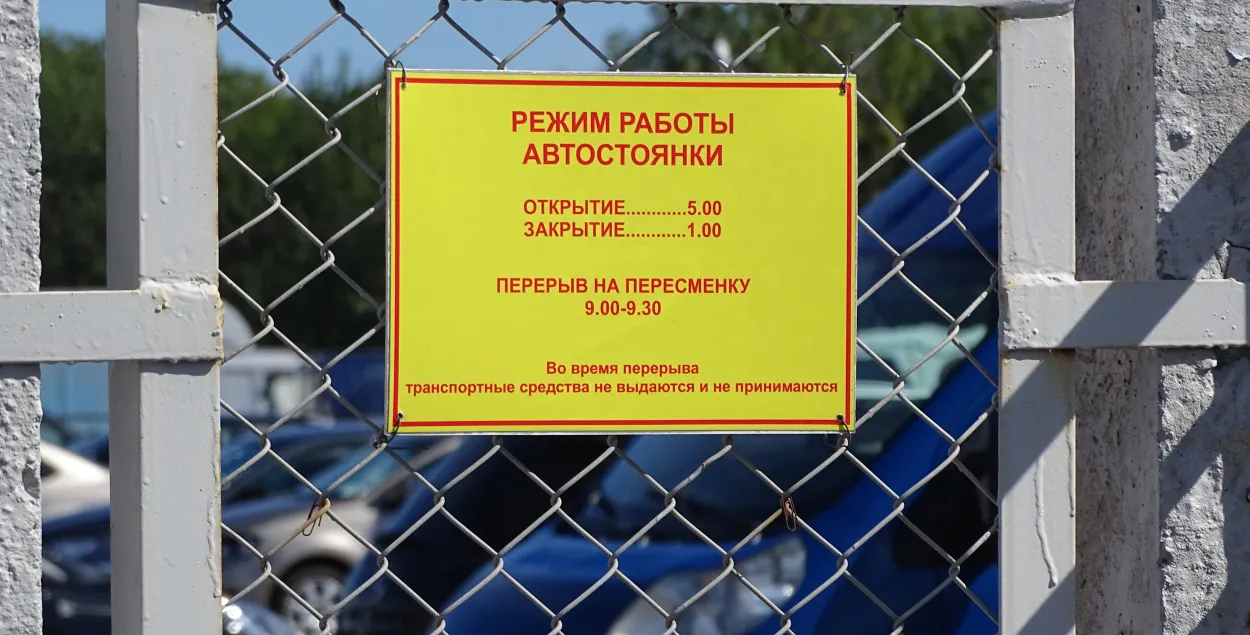 РЕЖИМ РАБОТЫ
АВТОСТОЯНКИ
ОТКРЫТИЕ............5.00
ЗАКРЫТИЕ............1.00
ПЕРЕРЫВ НА ПЕРЕСМЕНКУ
9.00-9.30
Во время перерыва
транспортные средства не выдаются и не принимаются